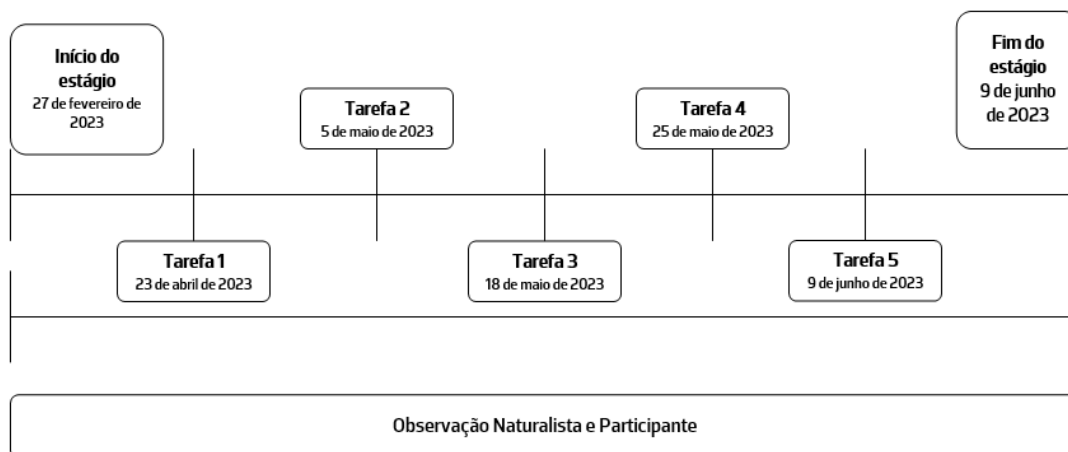 Início do
estágio
27 de fevereiro de
2023
Tarefa 2
5 de maio de 2023
Tarefa 4
25 de maio de 2023
Fim do
estágio
9 de junho
de 2023
Tarefa 1
23 de abril de 2023
Tarefa 3
18 de maio de 2023
Tarefa 5
9 de junho de 2023
Observação Naturalista e Participante